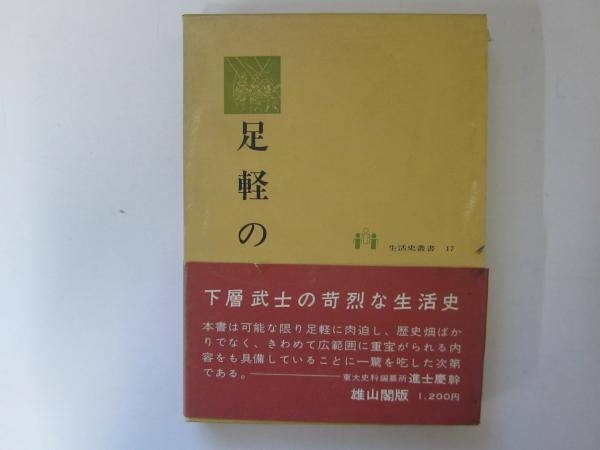 足軽の
生活史叢書 17
下層武士の苛烈な生活史
本書は可能な限り足軽に肉迫し、歴史畑ばか
りでなく、きわめて広範囲に重宝がられる内
容をも具備していることに一驚を吃した次第
である。――東大史料編纂所 進士慶幹
雄山閣版 1,200円